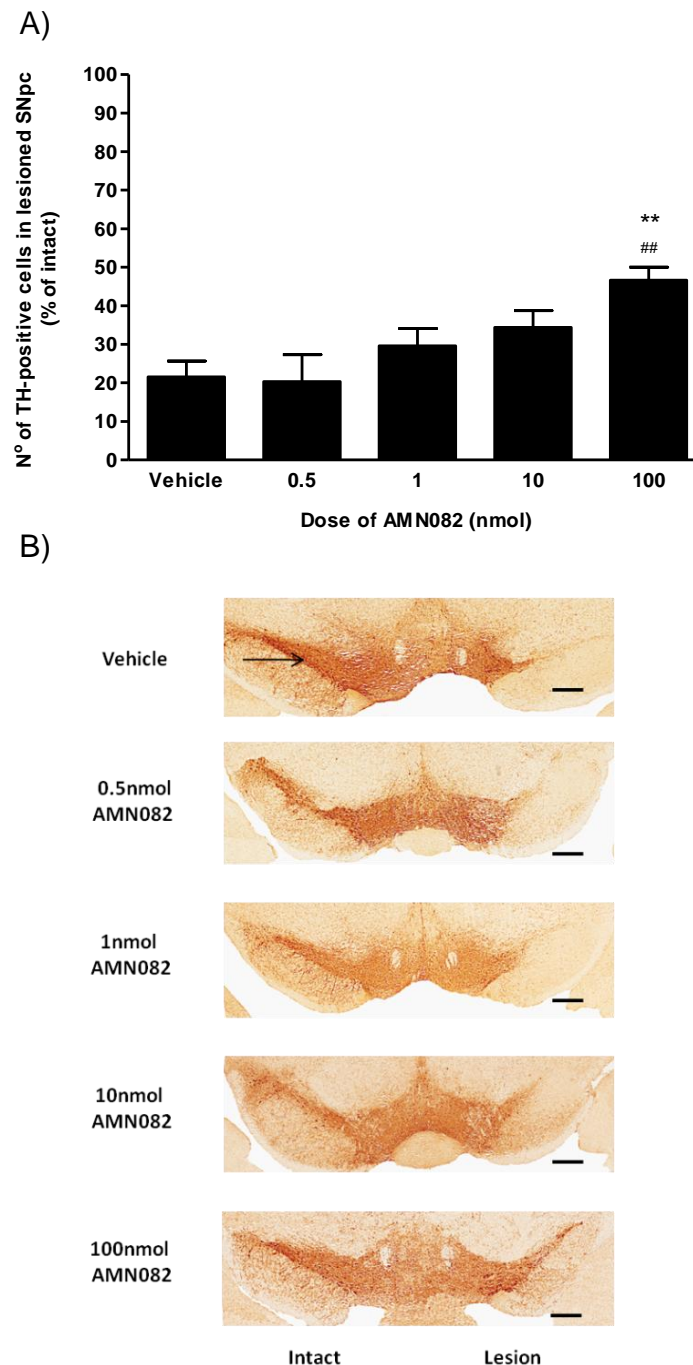 A)
Nº of TH-positive cells in lesioned SNpc
(% of intact)
100
90
80
70
60
50
40
30
20
10
0
**
##
Vehicle 0.5 1 10 100
Dose of AMN082 (nmol)
B)
Vehicle
0.5nmol
AMN082
1nmol
AMN082
10nmol
AMN082
100nmol
AMN082
Intact Lesion